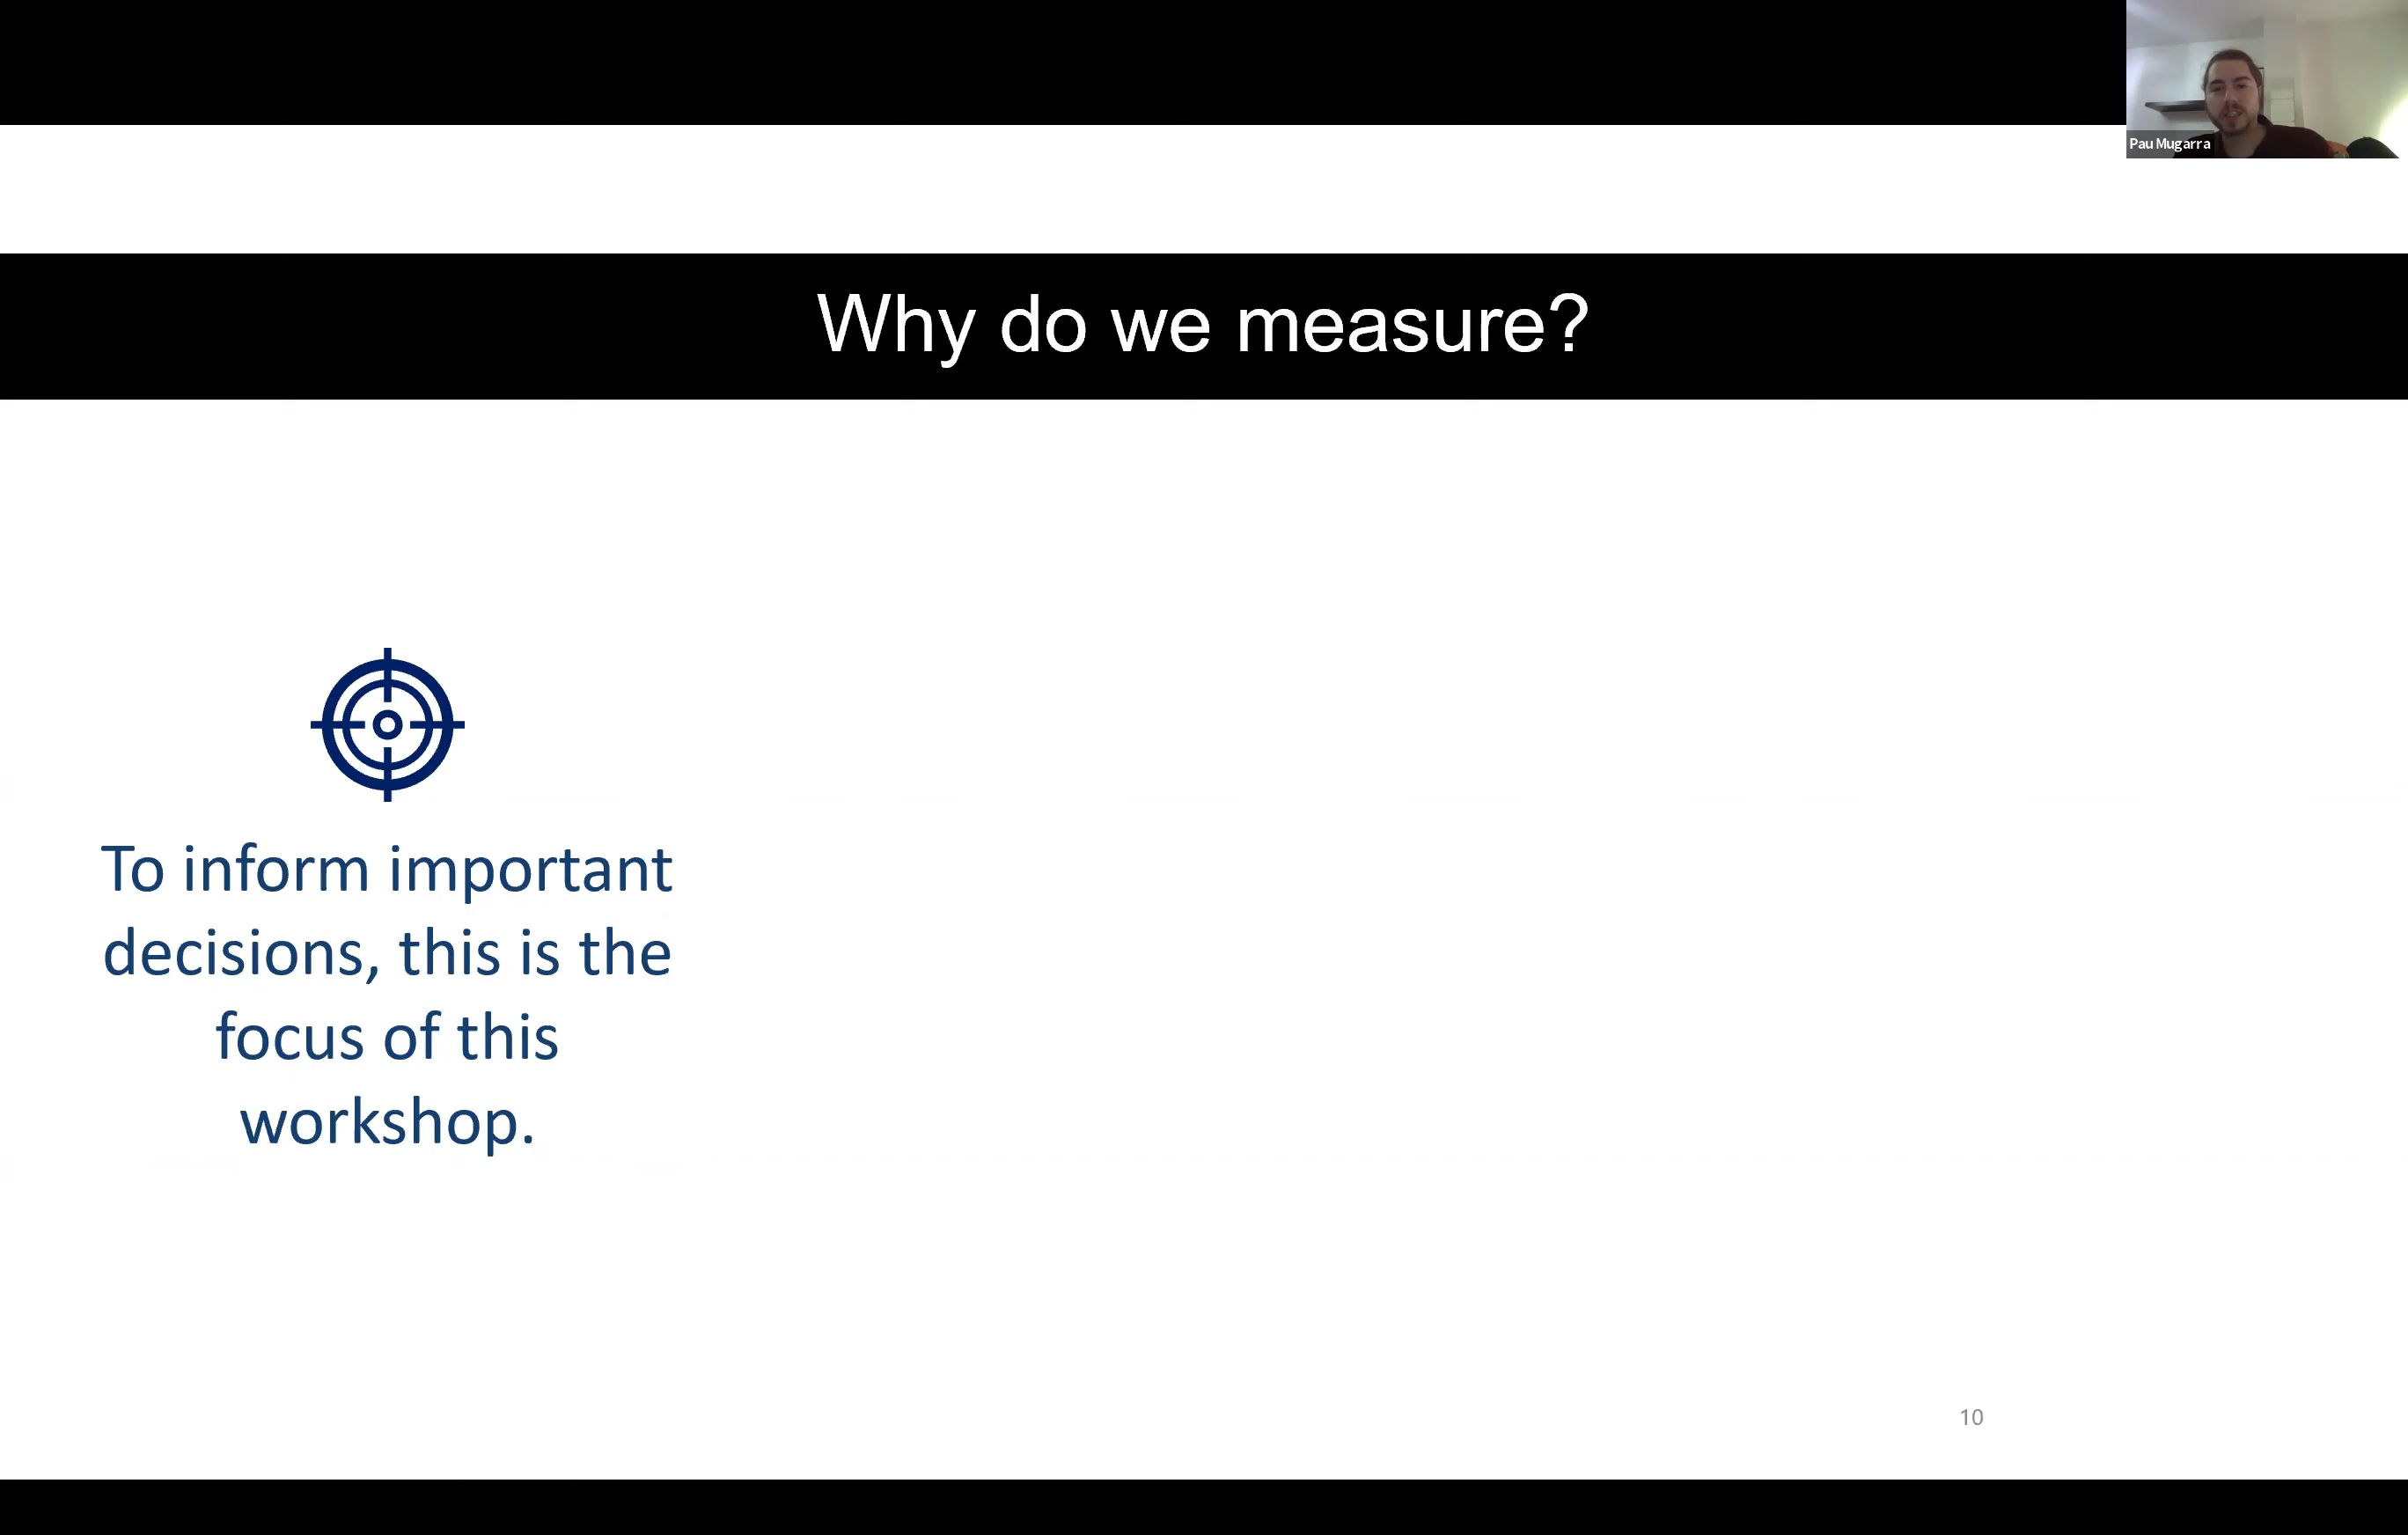 Pau Mugarra
Why do we measure?
To inform important
decisions, this is the
focus of this
workshop.
10